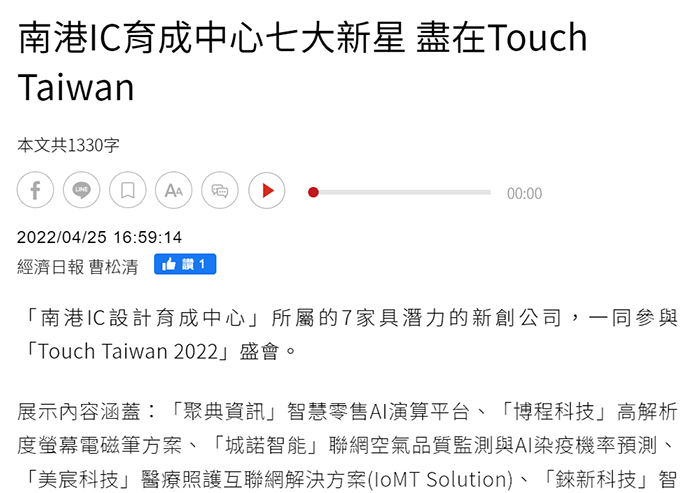 南港IC育成中心七大新星 盡在Touch
Taiwan
本文共1330字
f
LINE
AA
00:00
2022/04/25 16:59:14
經濟日報 曹松清
讚 1
「南港IC設計育成中心」所屬的7家具潛力的新創公司，一同參與
「Touch Taiwan 2022」盛會。
展示內容涵蓋：「聚典資訊」智慧零售AI演算平台、「博程科技」高解析
度螢幕電磁筆方案、「城諾智能」聯網空氣品質監測與AI染疫機率預測、
「美宸科技」醫療照護互聯網解決方案(IoMT Solution)、「錸新科技」智